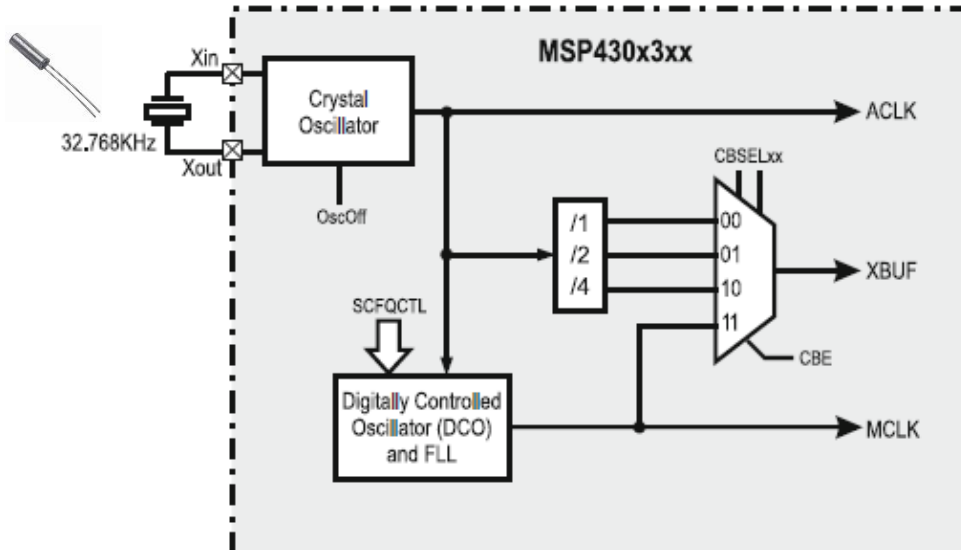 MSP430x3xx
Xin
Crystal
Oscillator
ACLK
32.768KHz
Xout
CBSELxx
OscOff
/1
/2
/4
00
01
10
11
XBUF
SCFQCTL
CBE
Digitally Controlled
Oscillator (DCO)
and FLL
MCLK